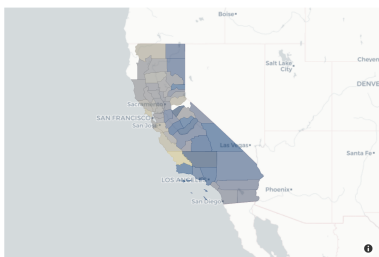 Boise
Salt Lake
City
Cheyen
DENVE
Sacramento
SAN FRANCISCO
San Jos
Las Vegas
Santa Fe
LOS ANGELES
Phoenix
San Diego